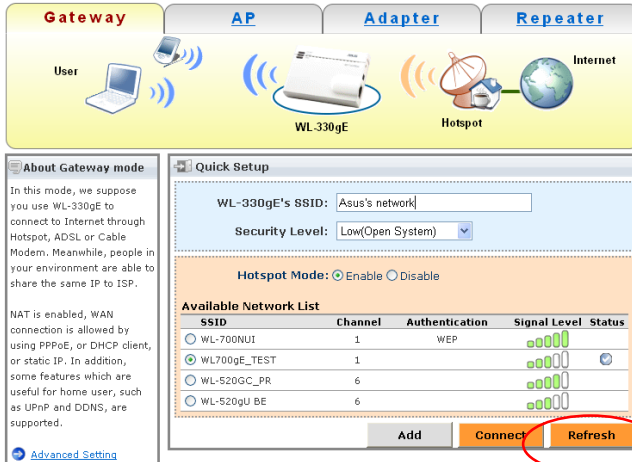 Gateway AP Adapter Repeater
User
Internet
WL-330gE
Hotspot
About Gateway mode
In this mode, we suppose
you use WL-330gE to
connect to Internet through
Hotspot, ADSL or Cable
Modem. Meanwhile, people in
your environment are able to
share the same IP to ISP.
NAT is enabled, WAN
connection is allowed by
using PPPoE, or DHCP client,
or static IP. In addition,
some features which are
useful for home user, such
as UPnP and DDNS, are
supported.
Advanced Setting
Quick Setup
WL-330gE's SSID: Asus's network
Security Level: Low(Open System)
Hotspot Mode: Enable Disable
Available Network List
SSID Channel Authentication Signal Level Status
WL-700NUI 1 WEP
WL700gE_TEST 1
WL-520GC_PR 6
WL-520gU BE 6
Add Connect Refresh